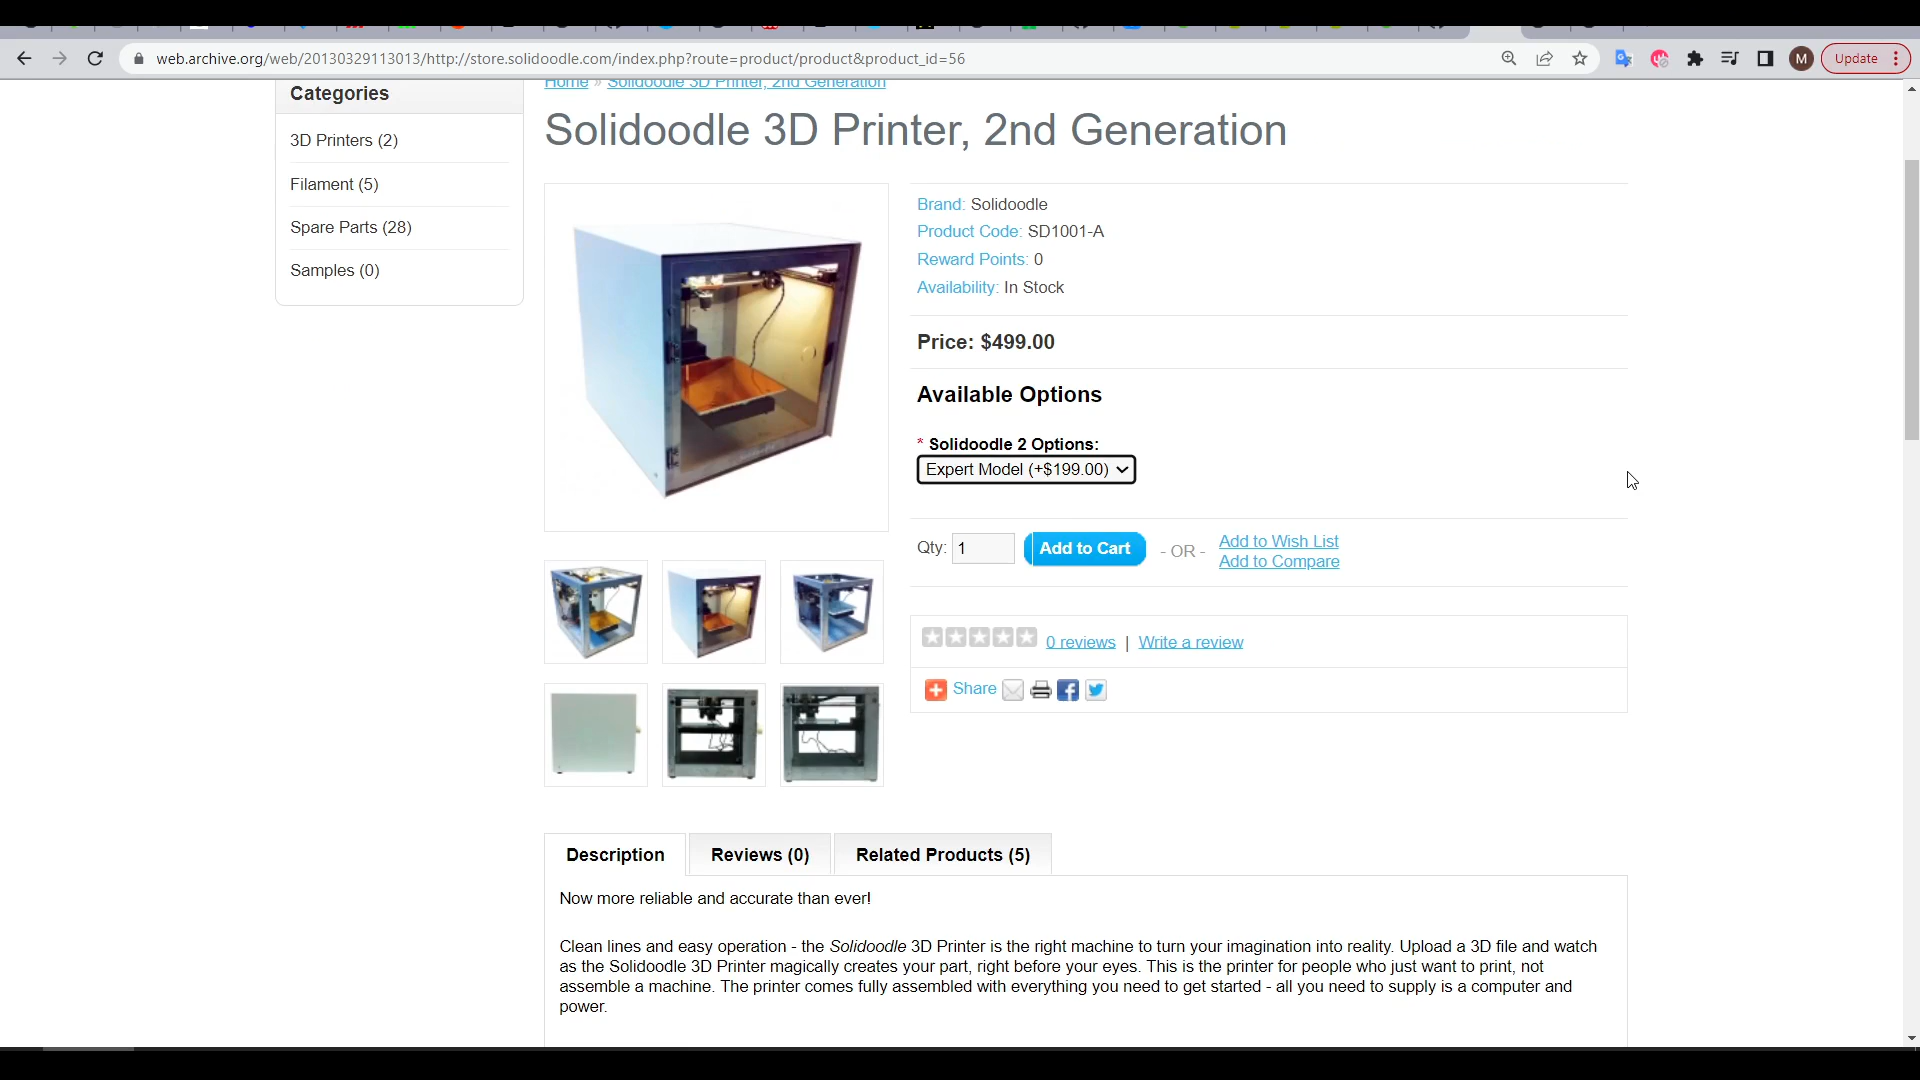 web.archive.org/web/20130329113013/http://store.solidoodle.com/index.php?route=product/product&product_id=56
M
Update
Categories
3D Printers (2)
Filament (5)
Spare Parts (28)
Samples (0)
Home » Solidoodle 3D Printer, 2nd Generation
Solidoodle 3D Printer, 2nd Generation
Brand: Solidoodle
Product Code: SD1001-A
Reward Points: 0
Availability: In Stock
Price: $499.00
Available Options
* Solidoodle 2 Options:
Expert Model (+$199.00)
Qty: 1 Add to Cart - OR - Add to Wish List
Add to Compare
0 reviews | Write a review
Share
Description
Reviews (0)
Related Products (5)
Now more reliable and accurate than ever!
Clean lines and easy operation - the Solidoodle 3D Printer is the right machine to turn your imagination into reality. Upload a 3D file and watch
as the Solidoodle 3D Printer magically creates your part, right before your eyes. This is the printer for people who just want to print, not
assemble a machine. The printer comes fully assembled with everything you need to get started - all you need to supply is a computer and
power.